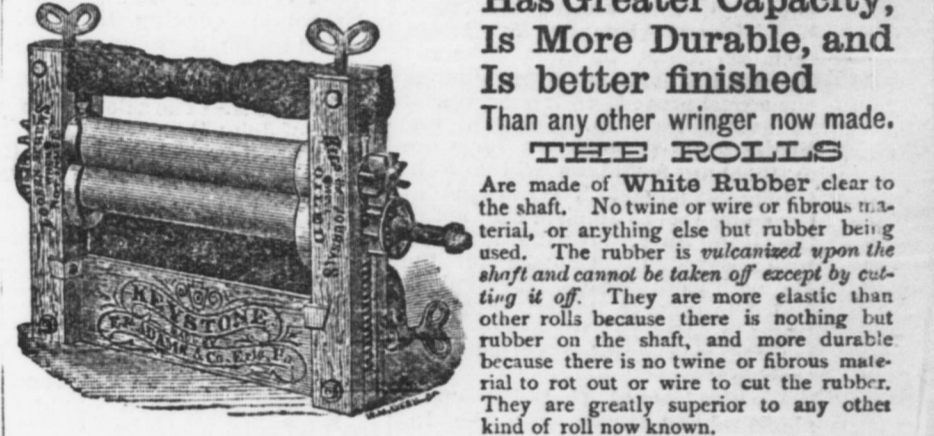 Has Greater Capacity,
Is More Durable, and
Is better finished
Than any other wringer now made.
THE ROLLS
Are made of White Rubber clear to
the shaft. No twine or wire or fibrous ma-
terial, or anything else but rubber being
used. The rubber is vulcanized upon the
shaft and cannot be taken off except by cut-
ting it off. They are more elastic than
other rolls because there is nothing but
rubber on the shaft, and more durable
because there is no twine or fibrous mate-
rial to rot out or wire to cut the rubber.
They are greatly superior to any other
kind of roll now known.
KEYSTONE
& Co. Erie, Pa
OILED